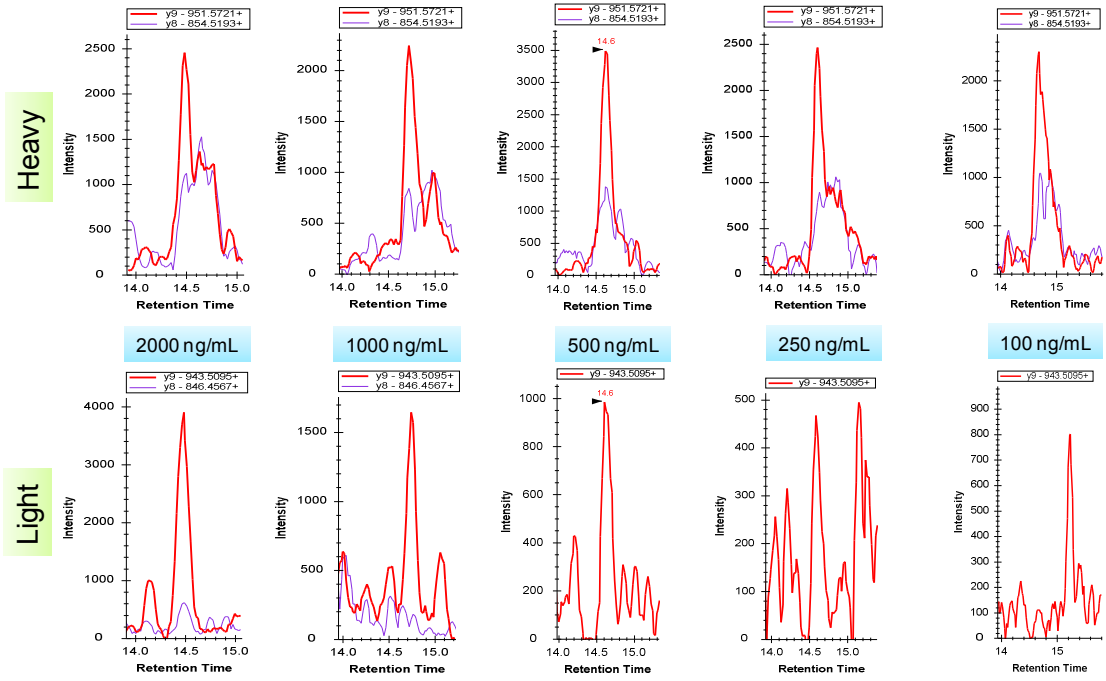 Heavy
y9 - 951.5721+
y8 - 854.5193+
2500
2000
1500
1000
500
0
Intensity
14.0 14.5 15.0
Retention Time
y9 - 951.5721+
y8 - 854.5193+
2000
1500
1000
500
0
Intensity
14.0 14.5 15.0
Retention Time
y9 - 951.5721+
y8 - 854.5193+
14.6
3500
3000
2500
2000
1500
1000
500
0
Intensity
14.0 14.5 15.0
Retention Time
y9 - 951.5721+
y8 - 854.5193+
2500
2000
1500
1000
500
0
Intensity
14.0 14.5 15.0
Retention Time
y9 - 951.5721+
y8 - 854.5193+
2000
1500
1000
500
0
Intensity
14 15
Retention Time
2000 ng/mL 1000 ng/mL 500 ng/mL 250 ng/mL 100 ng/mL
Light
y9 - 943.5095+
y8 - 846.4567+
4000
3000
2000
1000
0
Intensity
14.0 14.5 15.0
Retention Time
y9 - 943.5095+
y8 - 846.4567+
1500
1000
500
0
Intensity
14.0 14.5 15.0
Retention Time
y9 - 943.5095+
14.6
1000
800
600
400
200
0
Intensity
14.0 14.5 15.0
Retention Time
y9 - 943.5095+
500
400
300
200
100
0
Intensity
14.0 14.5 15.0
Retention Time
y9 - 943.5095+
900
800
700
600
500
400
300
200
100
0
Intensity
14 15
Retention Time